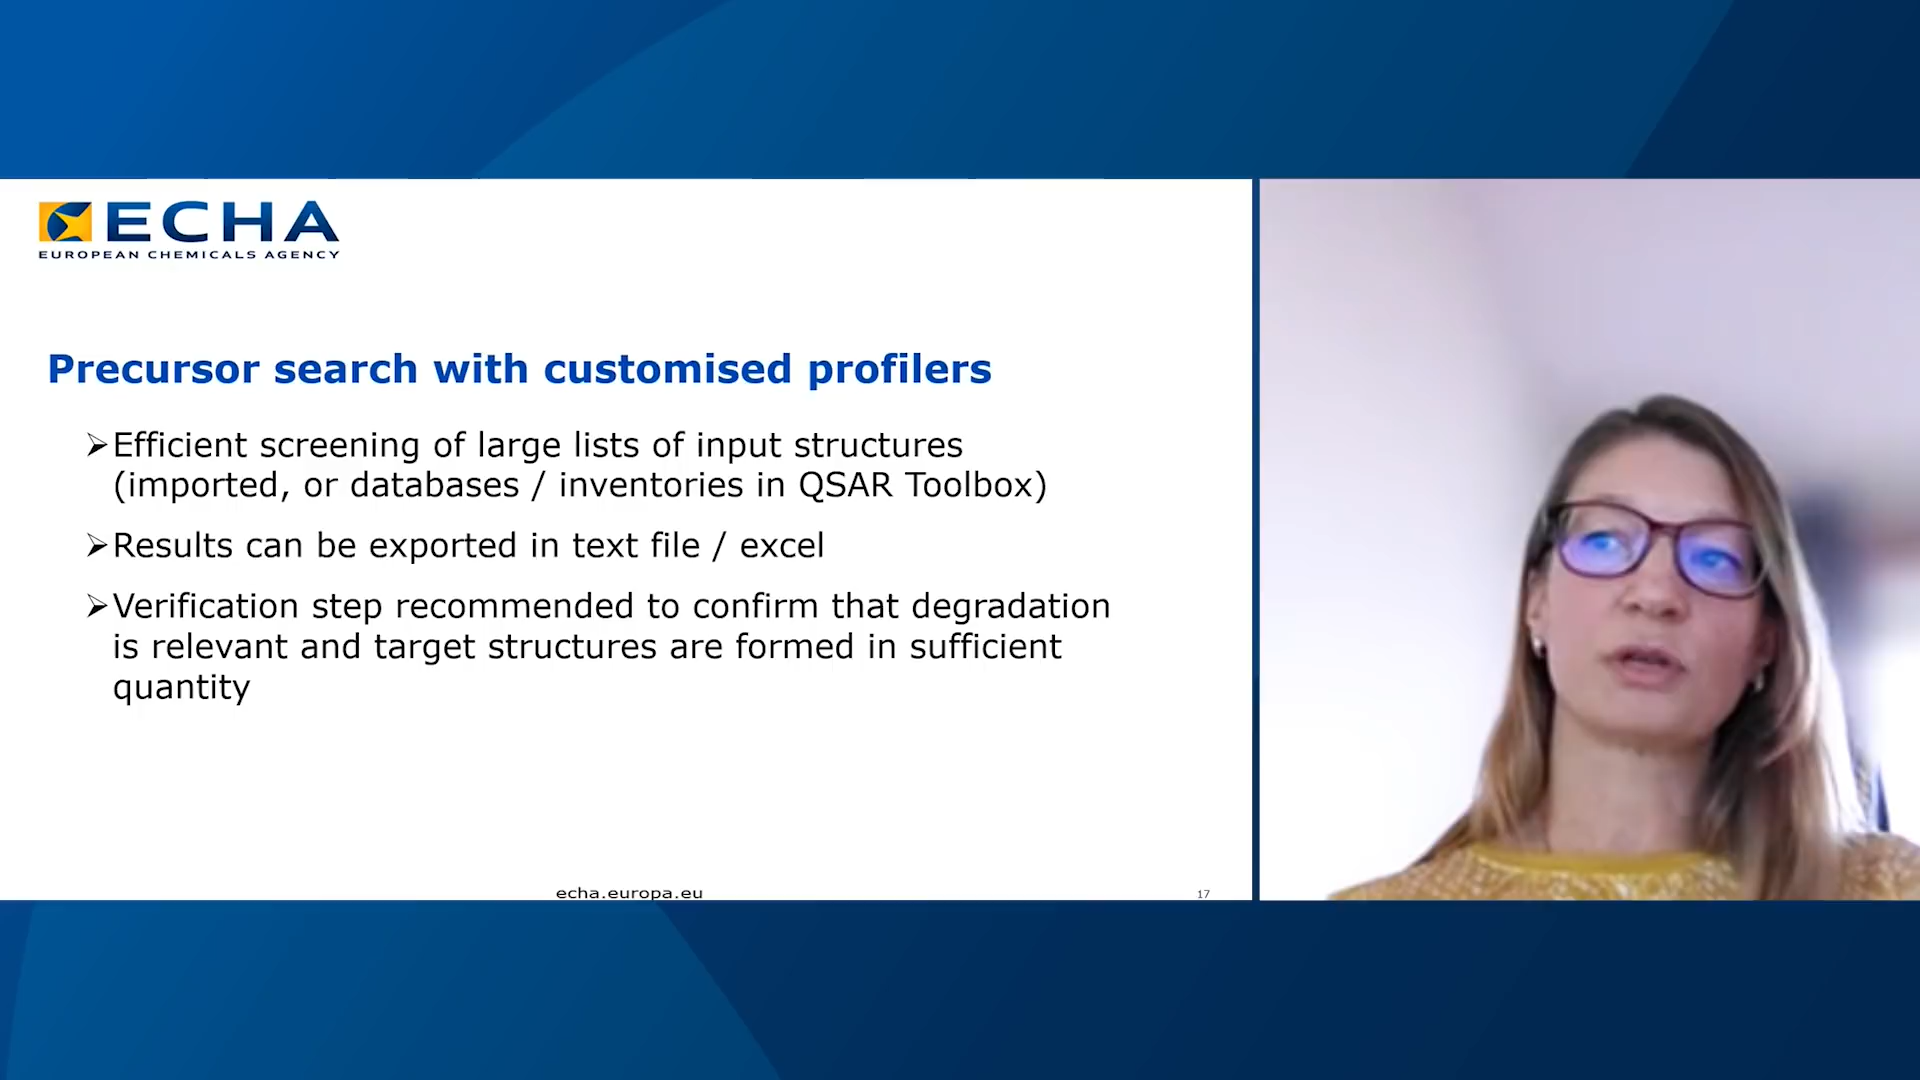 ECHA
EUROPEAN CHEMICALS AGENCY
Precursor search with customised profilers
➢Efficient screening of large lists of input structures
(imported, or databases / inventories in QSAR Toolbox)
➢Results can be exported in text file / excel
➢Verification step recommended to confirm that degradation
is relevant and target structures are formed in sufficient
quantity
echa.europa.eu
17